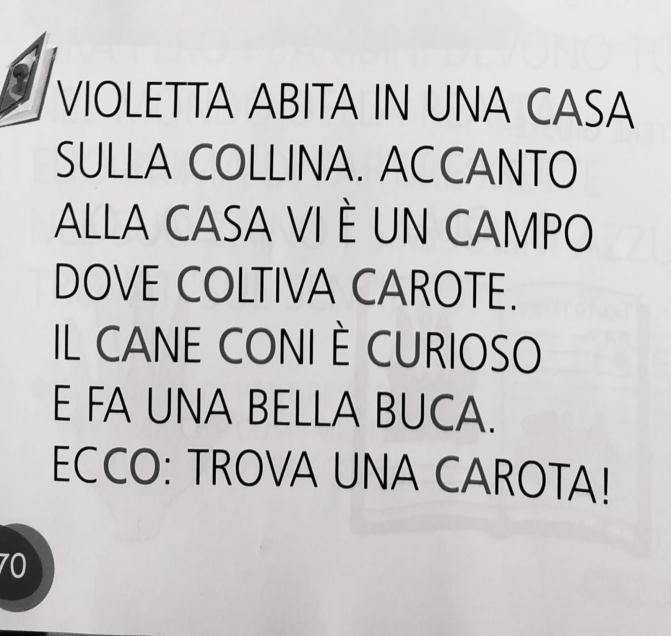 VIOLETTA ABITA IN UNA CASA
SULLA COLLINA. ACCANTO
ALLA CASA VI È UN CAMPO
DOVE COLTIVA CAROTE.
IL CANE CONI È CURIOSO
E FA UNA BELLA BUCA.
ECCO: TROVA UNA CAROTA!
70